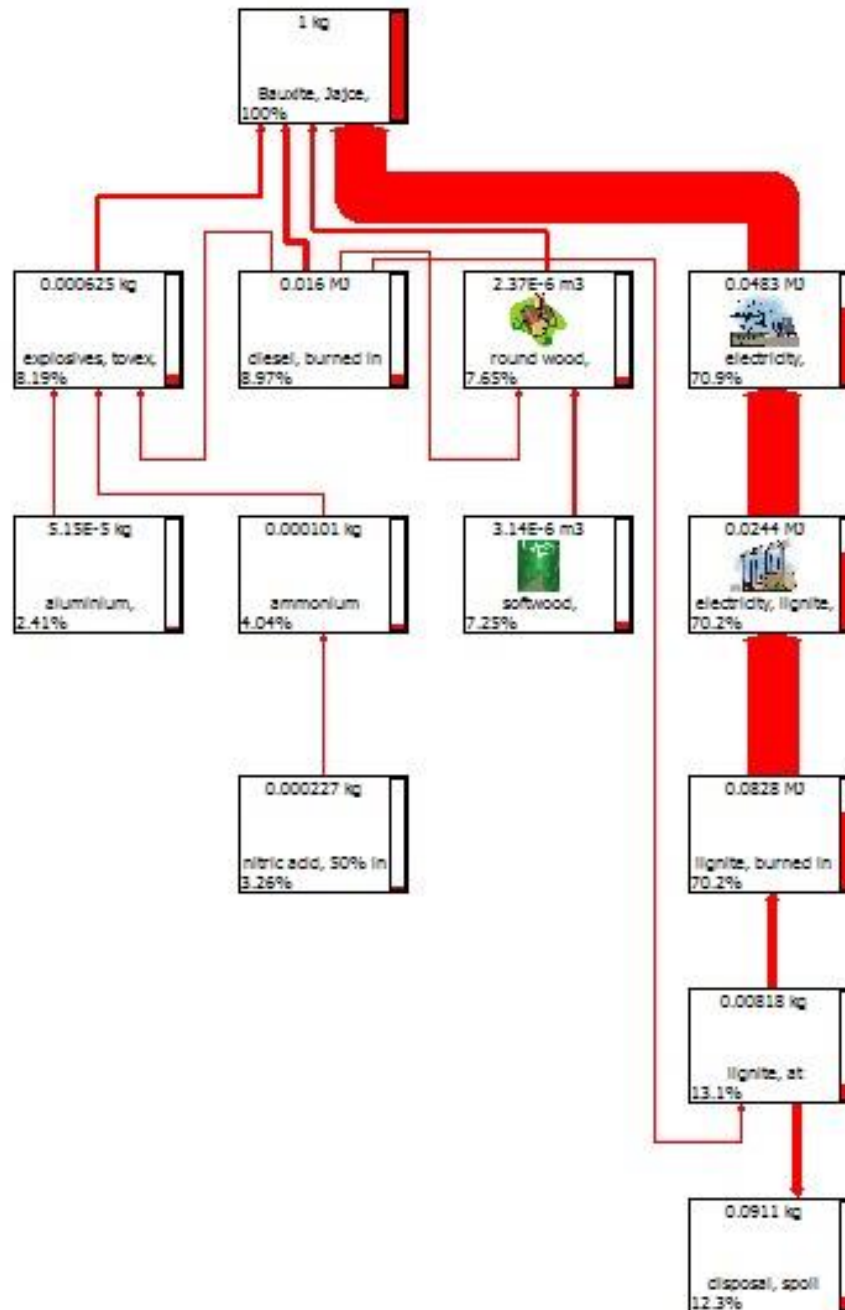 1 kg
Bauxite, Jajce,
100%
0.000625 kg
explosives, tovex,
8.19%
0.016 MJ
diesel, burned in
8.97%
2.37E-6 m3
round wood,
7.65%
0.0483 MJ
electricity,
70.9%
5.15E-5 kg
aluminium,
2.41%
0.000101 kg
ammonium
4.04%
3.14E-6 m3
softwood,
7.25%
0.0244 MJ
electricity, lignite,
70.2%
0.000227 kg
nitric acid, 50% in
3.26%
0.0828 MJ
lignite, burned in
70.2%
0.00818 kg
lignite, at
13.1%
0.0911 kg
disposal, spoil
12.3%